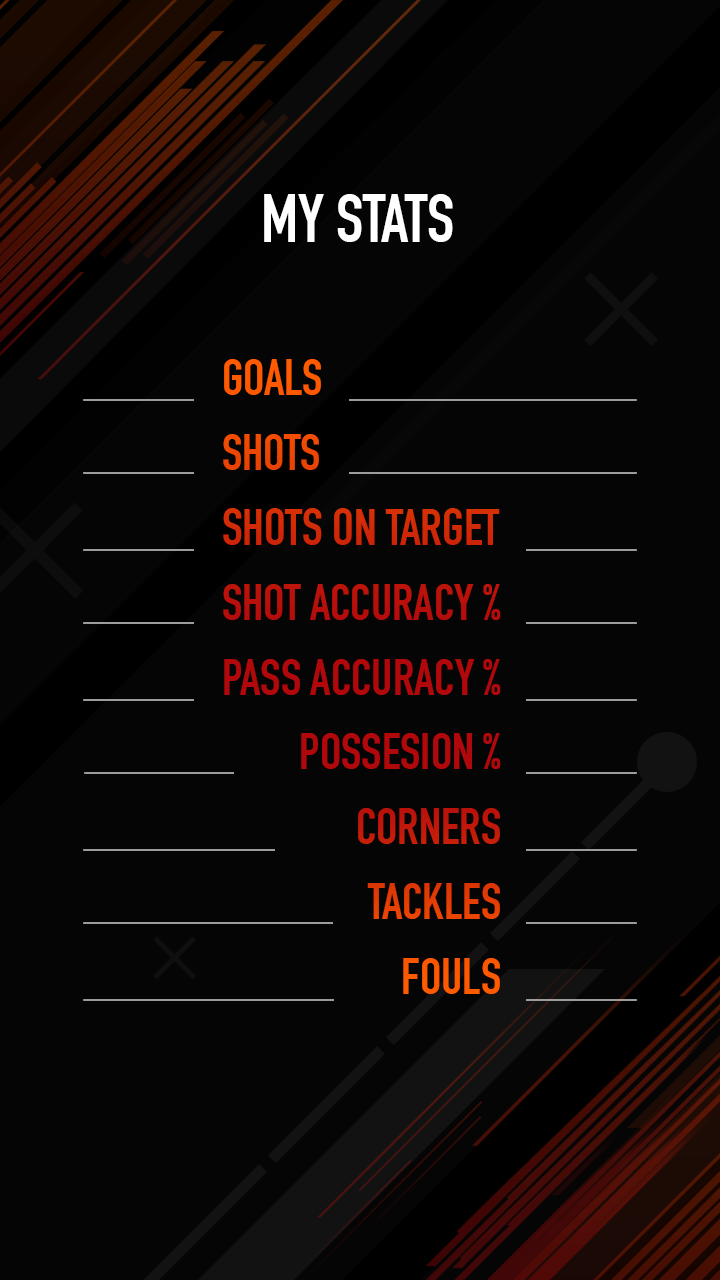 MY STATS
GOALS
SHOTS
SHOTS ON TARGET
SHOT ACCURACY %
PASS ACCURACY %
POSSESION %
CORNERS
TACKLES
FOULS